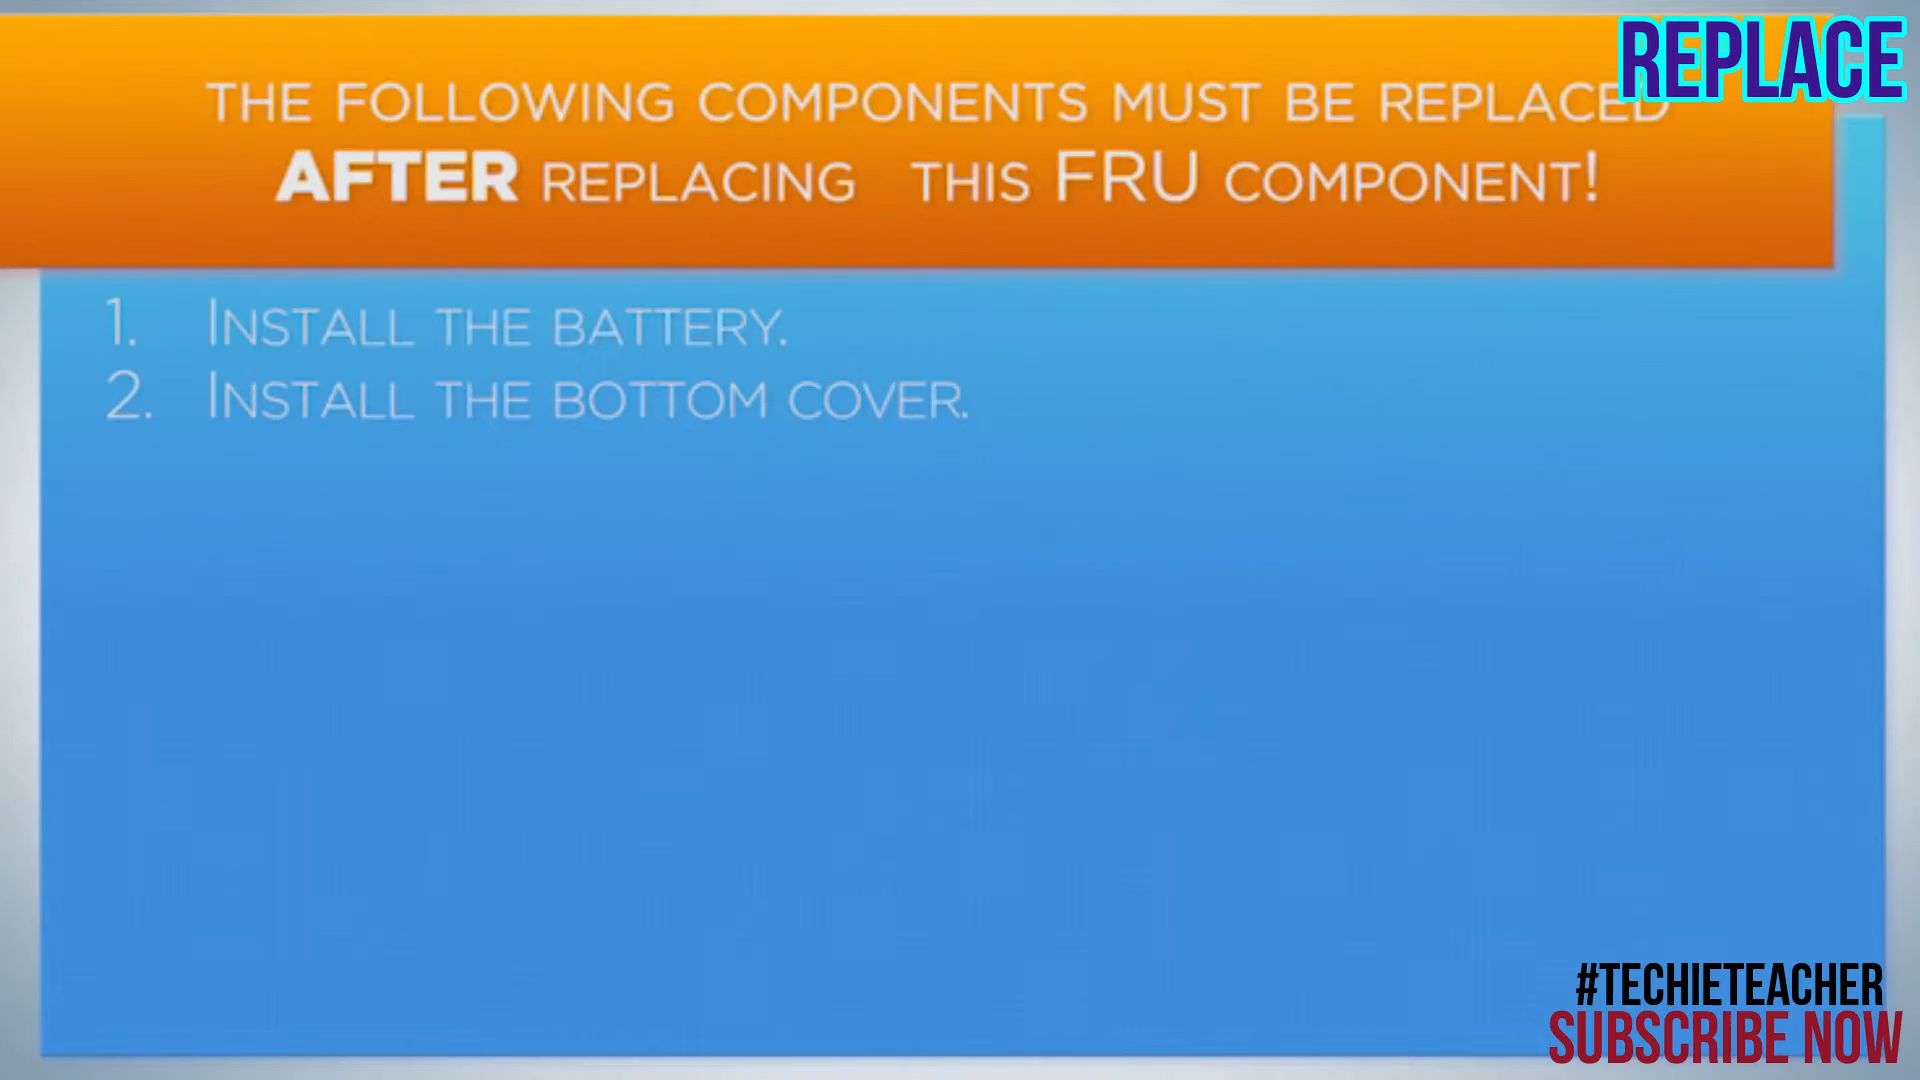 REPLACE
THE FOLLOWING COMPONENTS MUST BE REPLACED
AFTER REPLACING THIS FRU COMPONENT!
1. INSTALL THE BATTERY.
2. INSTALL THE BOTTOM COVER.
#TECHIETEACHER
SUBSCRIBE NOW